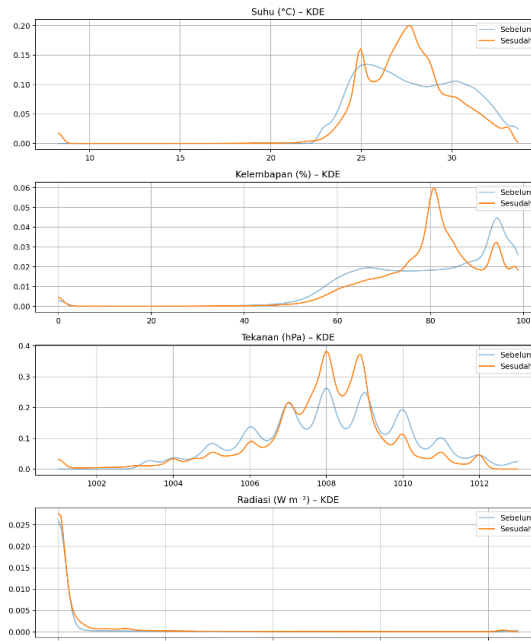 Suhu (°C) – KDE
Sebelum
Sesudah
0.20
0.15
0.10
0.05
0.00
10 15 20 25 30
Kelembapan (%) – KDE
Sebelum
Sesudah
0.06
0.05
0.04
0.03
0.02
0.01
0.00
0 20 40 60 80 100
Tekanan (hPa) – KDE
Sebelum
Sesudah
0.4
0.3
0.2
0.1
0.0
1002 1004 1006 1008 1010 1012
Radiasi (W m⁻²) – KDE
Sebelum
Sesudah
0.025
0.020
0.015
0.010
0.005
0.000